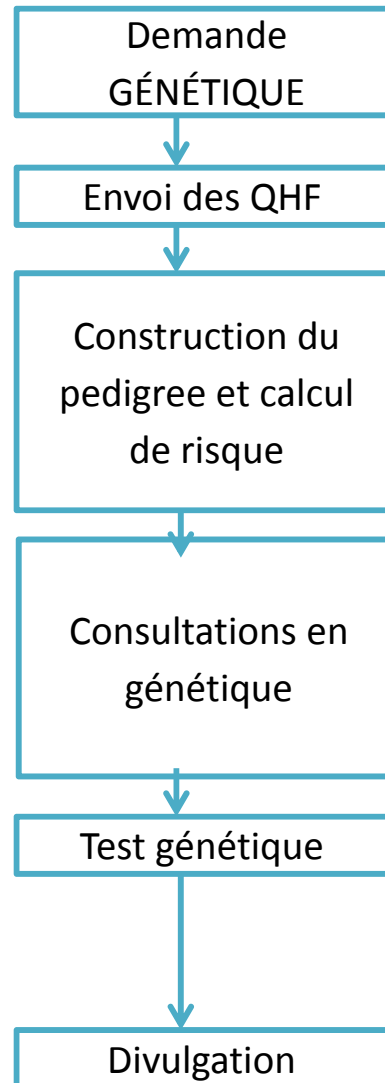 Demande
GÉNÉTIQUE
Envoi des QHF
Construction du
pedigree et calcul
de risque
Consultations en
génétique
Test génétique
Divulgation